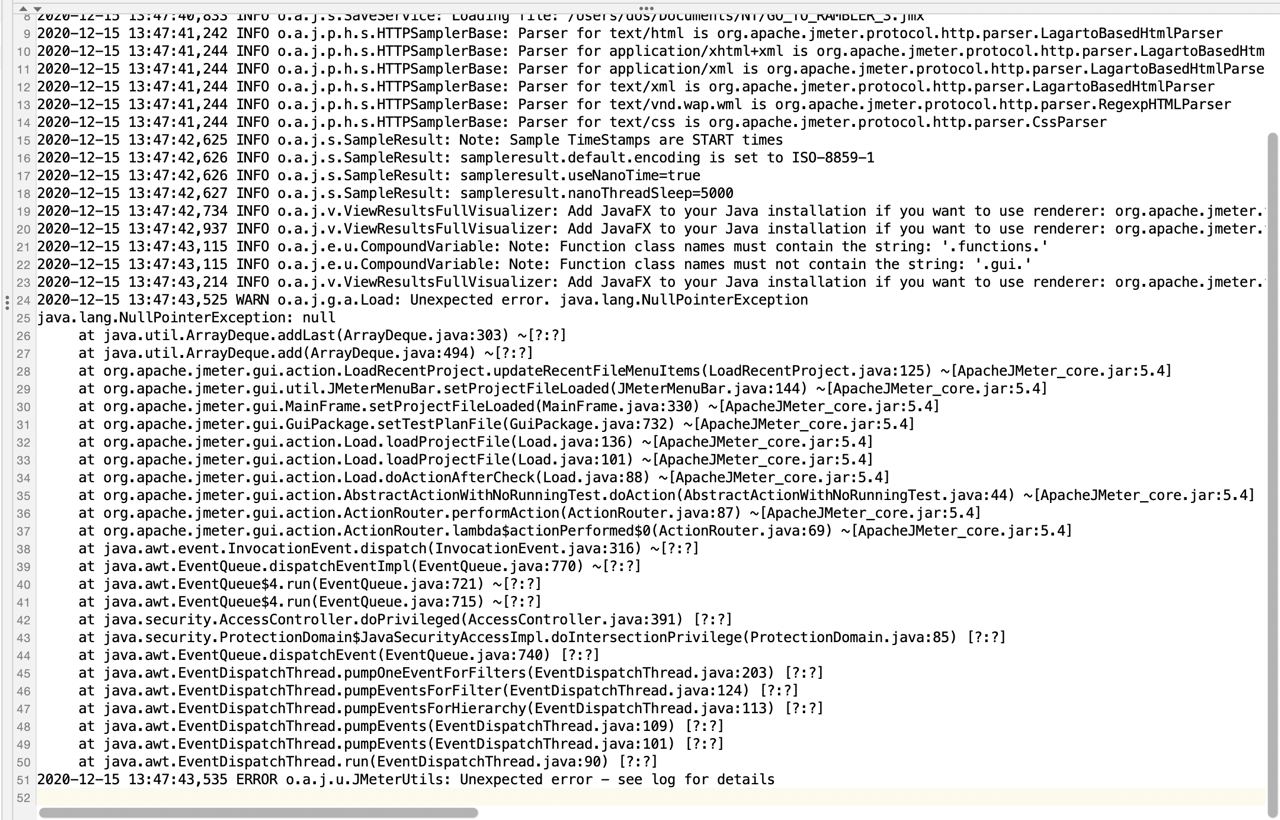 8 2020-12-15 13:47:40,833 INFO o.a.j.s.SaveService: Loading file: /Users/dos/Documents/NT/GO_TO_RAMBLER_3.jmx
9 2020-12-15 13:47:41,242 INFO o.a.j.p.h.s.HTTPSamplerBase: Parser for text/html is org.apache.jmeter.protocol.http.parser.LagartoBasedHtmlParser
10 2020-12-15 13:47:41,244 INFO o.a.j.p.h.s.HTTPSamplerBase: Parser for application/xhtml+xml is org.apache.jmeter.protocol.http.parser.LagartoBasedHtm
11 2020-12-15 13:47:41,244 INFO o.a.j.p.h.s.HTTPSamplerBase: Parser for application/xml is org.apache.jmeter.protocol.http.parser.LagartoBasedHtmlParse
12 2020-12-15 13:47:41,244 INFO o.a.j.p.h.s.HTTPSamplerBase: Parser for text/xml is org.apache.jmeter.protocol.http.parser.LagartoBasedHtmlParser
13 2020-12-15 13:47:41,244 INFO o.a.j.p.h.s.HTTPSamplerBase: Parser for text/vnd.wap.wml is org.apache.jmeter.protocol.http.parser.RegexpHTMLParser
14 2020-12-15 13:47:41,244 INFO o.a.j.p.h.s.HTTPSamplerBase: Parser for text/css is org.apache.jmeter.protocol.http.parser.CssParser
15 2020-12-15 13:47:42,625 INFO o.a.j.s.SampleResult: Note: Sample TimeStamps are START times
16 2020-12-15 13:47:42,626 INFO o.a.j.s.SampleResult: sampleresult.default.encoding is set to ISO-8859-1
17 2020-12-15 13:47:42,626 INFO o.a.j.s.SampleResult: sampleresult.useNanoTime=true
18 2020-12-15 13:47:42,627 INFO o.a.j.s.SampleResult: sampleresult.nanoThreadSleep=5000
19 2020-12-15 13:47:42,734 INFO o.a.j.v.ViewResultsFullVisualizer: Add JavaFX to your Java installation if you want to use renderer: org.apache.jmeter.
20 2020-12-15 13:47:42,937 INFO o.a.j.v.ViewResultsFullVisualizer: Add JavaFX to your Java installation if you want to use renderer: org.apache.jmeter.
21 2020-12-15 13:47:43,115 INFO o.a.j.e.u.CompoundVariable: Note: Function class names must contain the string: '.functions.'
22 2020-12-15 13:47:43,115 INFO o.a.j.e.u.CompoundVariable: Note: Function class names must not contain the string: '.gui.'
23 2020-12-15 13:47:43,214 INFO o.a.j.v.ViewResultsFullVisualizer: Add JavaFX to your Java installation if you want to use renderer: org.apache.jmeter.
24 2020-12-15 13:47:43,525 WARN o.a.j.g.a.Load: Unexpected error. java.lang.NullPointerException
25 java.lang.NullPointerException: null
26 at java.util.ArrayDeque.addLast(ArrayDeque.java:303) ~[?:?]
27 at java.util.ArrayDeque.add(ArrayDeque.java:494) ~[?:?]
28 at org.apache.jmeter.gui.action.LoadRecentProject.updateRecentFileMenuItems(LoadRecentProject.java:125) ~[ApacheJMeter_core.jar:5.4]
29 at org.apache.jmeter.gui.util.JMeterMenuBar.setProjectFileLoaded(JMeterMenuBar.java:144) ~[ApacheJMeter_core.jar:5.4]
30 at org.apache.jmeter.gui.MainFrame.setProjectFileLoaded(MainFrame.java:330) ~[ApacheJMeter_core.jar:5.4]
31 at org.apache.jmeter.gui.GuiPackage.setTestPlanFile(GuiPackage.java:732) ~[ApacheJMeter_core.jar:5.4]
32 at org.apache.jmeter.gui.action.Load.loadProjectFile(Load.java:136) ~[ApacheJMeter_core.jar:5.4]
33 at org.apache.jmeter.gui.action.Load.loadProjectFile(Load.java:101) ~[ApacheJMeter_core.jar:5.4]
34 at org.apache.jmeter.gui.action.Load.doActionAfterCheck(Load.java:88) ~[ApacheJMeter_core.jar:5.4]
35 at org.apache.jmeter.gui.action.AbstractActionWithNoRunningTest.doAction(AbstractActionWithNoRunningTest.java:44) ~[ApacheJMeter_core.jar:5.4]
36 at org.apache.jmeter.gui.action.ActionRouter.performAction(ActionRouter.java:87) ~[ApacheJMeter_core.jar:5.4]
37 at org.apache.jmeter.gui.action.ActionRouter.lambda$actionPerformed$0(ActionRouter.java:69) ~[ApacheJMeter_core.jar:5.4]
38 at java.awt.event.InvocationEvent.dispatch(InvocationEvent.java:316) ~[?:?]
39 at java.awt.EventQueue.dispatchEventImpl(EventQueue.java:770) ~[?:?]
40 at java.awt.EventQueue$4.run(EventQueue.java:721) ~[?:?]
41 at java.awt.EventQueue$4.run(EventQueue.java:715) ~[?:?]
42 at java.security.AccessController.doPrivileged(AccessController.java:391) [?:?]
43 at java.security.ProtectionDomain$JavaSecurityAccessImpl.doIntersectionPrivilege(ProtectionDomain.java:85) [?:?]
44 at java.awt.EventQueue.dispatchEvent(EventQueue.java:740) [?:?]
45 at java.awt.EventDispatchThread.pumpOneEventForFilters(EventDispatchThread.java:203) [?:?]
46 at java.awt.EventDispatchThread.pumpEventsForFilter(EventDispatchThread.java:124) [?:?]
47 at java.awt.EventDispatchThread.pumpEventsForHierarchy(EventDispatchThread.java:113) [?:?]
48 at java.awt.EventDispatchThread.pumpEvents(EventDispatchThread.java:109) [?:?]
49 at java.awt.EventDispatchThread.pumpEvents(EventDispatchThread.java:101) [?:?]
50 at java.awt.EventDispatchThread.run(EventDispatchThread.java:90) [?:?]
51 2020-12-15 13:47:43,535 ERROR o.a.j.u.JMeterUtils: Unexpected error – see log for details
52